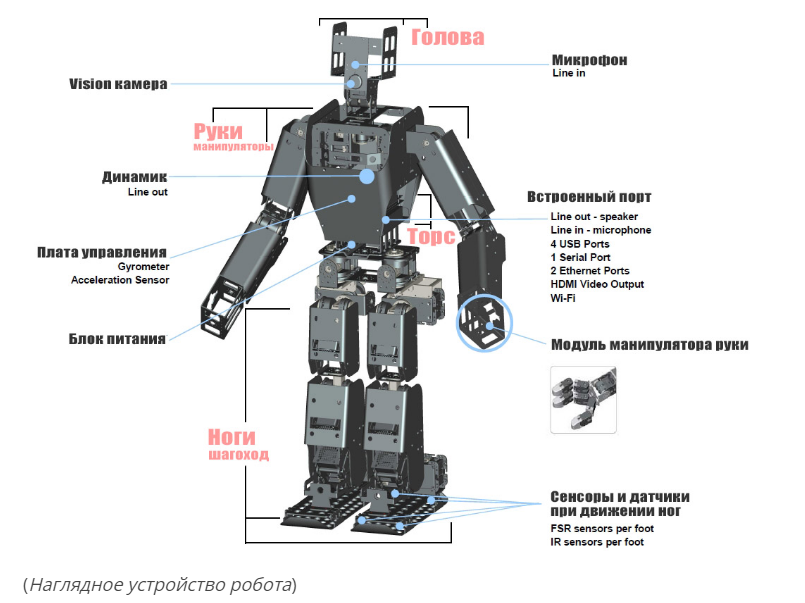 Голова
Микрофон
Line in
Vision камера
Руки
манипуляторы
Динамик
Line out
Встроенный порт
Line out - speaker
Line in - microphone
4 USB Ports
1 Serial Port
2 Ethernet Ports
HDMI Video Output
Wi-Fi
Торс
Плата управления
Gyrometer
Acceleration Sensor
Блок питания
Модуль манипулятора руки
Ноги
шагоход
Сенсоры и датчики
при движении ног
FSR sensors per foot
IR sensors per foot
(Наглядное устройство робота)